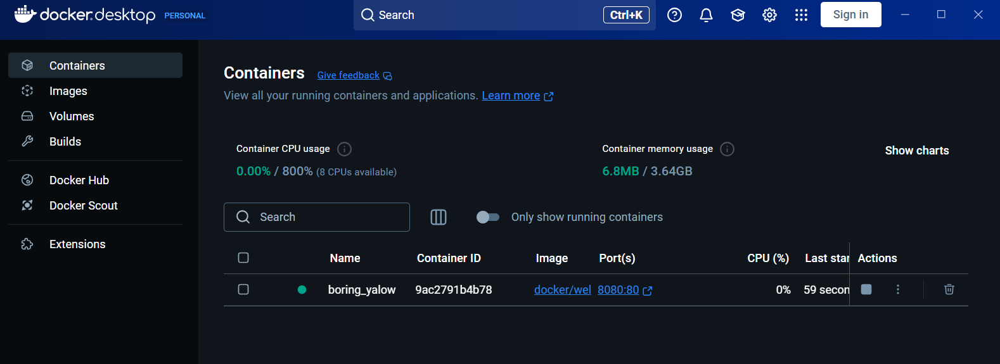 docker.desktop PERSONAL Search Ctrl+K Sign in
Containers
Images
Volumes
Builds
Docker Hub
Docker Scout
Extensions
Containers Give feedback
View all your running containers and applications. Learn more
Container CPU usage Container memory usage Show charts
0.00% / 800% (8 CPUs available) 6.8MB / 3.64GB
Search Only show running containers
Name Container ID Image Port(s) CPU (%) Last star Actions
boring_yalow 9ac2791b4b78 docker/wel 8080:80 0% 59 secon